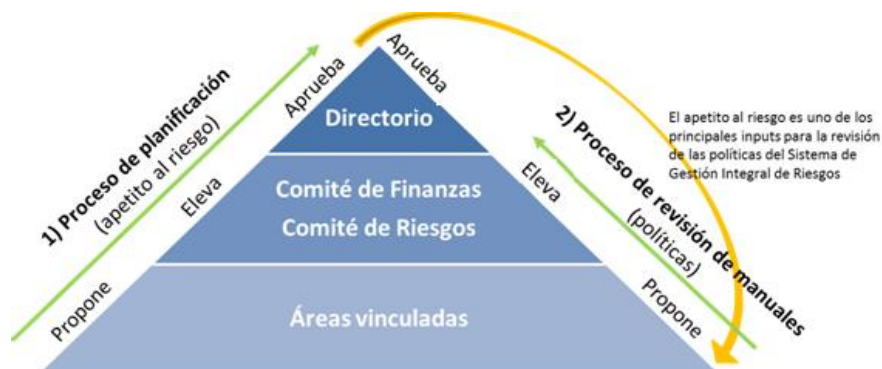 1) Proceso de planificación
(apetito al riesgo)
Propone
Eleva
Aprueba
Directorio
Comité de Finanzas
Comité de Riesgos
Áreas vinculadas
Aprueba
Eleva
Propone
2) Proceso de revisión de manuales
(políticas)
El apetito al riesgo es uno de los
principales inputs para la revisión
de las políticas del Sistema de
Gestión Integral de Riesgos